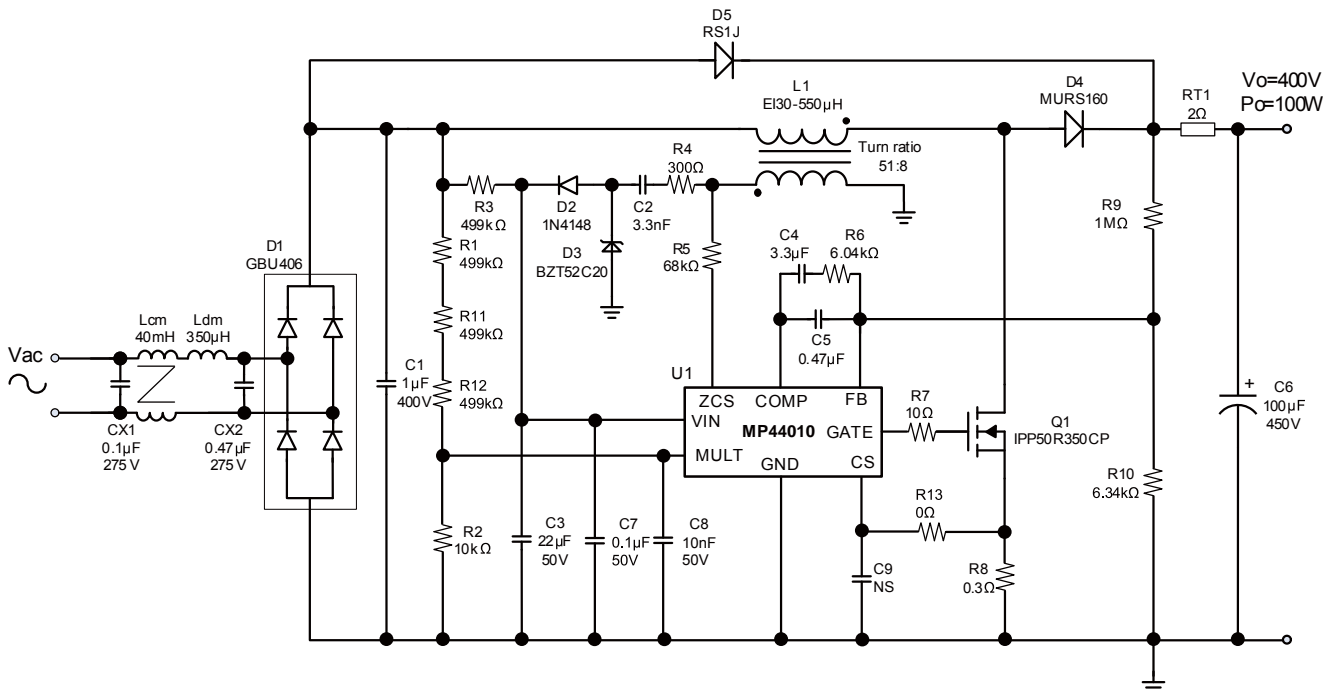 D5
RS1J
L1
EI30-550µH
D4
MURS160
RT1
2Ω
Vo=400V
Po=100W
Turn ratio
51:8
R4
300Ω
R3
499kΩ
D2
1N4148
C2
3.3nF
D3
BZT52C20
R5
68kΩ
C4
3.3µF
R6
6.04kΩ
C5
0.47µF
R9
1MΩ
R1
499kΩ
R11
499kΩ
R12
499kΩ
D1
GBU406
Lcm
40mH
Ldm
350µH
Vac
CX1
0.1µF
275V
CX2
0.47µF
275V
C1
1µF
400V
U1
ZCS
COMP
FB
VIN
MP44010
GATE
MULT
GND
CS
R7
10Ω
Q1
IPP50R350CP
+
C6
100µF
450V
R10
6.34kΩ
R13
0Ω
R2
10kΩ
C3
22µF
50V
C7
0.1µF
50V
C8
10nF
50V
C9
NS
R8
0.3Ω